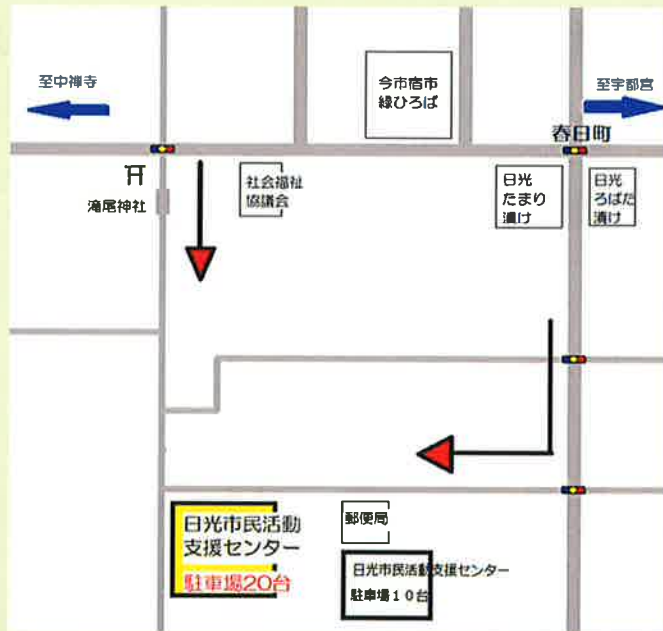 至中禅寺
今市宿市
緑ひろば
至宇都宮
春日町
滝尾神社
社会福祉
協議会
日光
たまり
漬け
日光
ろばた
漬け
日光市民活動
支援センター
駐車場20台
郵便局
日光市民活動支援センター
駐車場10台